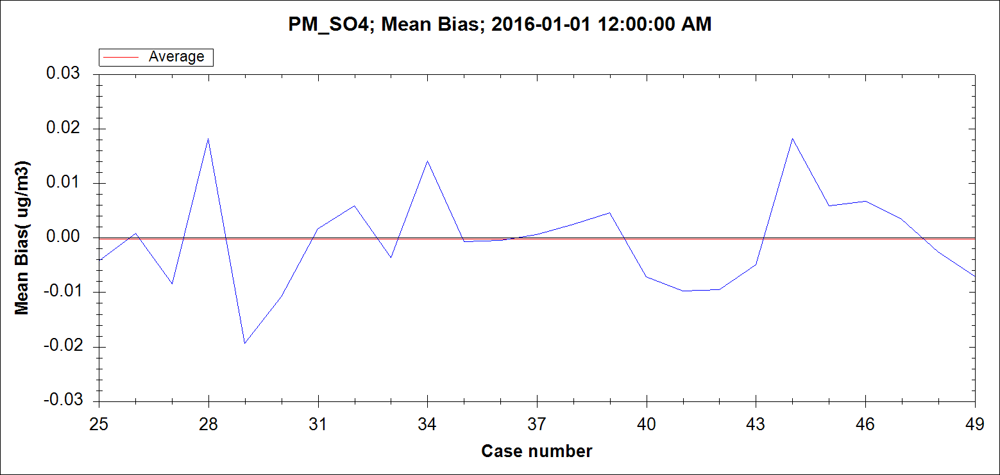 PM_SO4; Mean Bias; 2016-01-01 12:00:00 AM
Average
0.03
0.02
0.01
0.00
-0.01
-0.02
-0.03
Mean Bias( ug/m3)
25 28 31 34 37 40 43 46 49
Case number